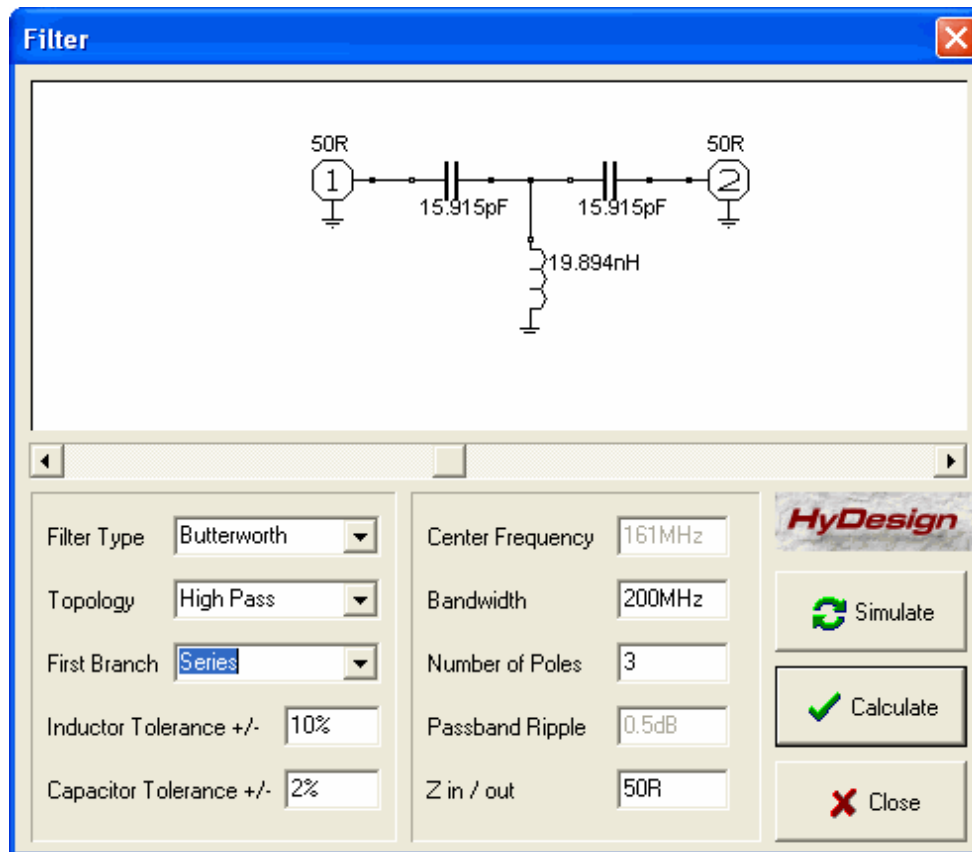 Filter
50R
50R
1
2
15.915pF
15.915pF
19.894nH
Filter Type
Butterworth
Topology
High Pass
First Branch
Series
Inductor Tolerance +/-
10%
Capacitor Tolerance +/-
2%
Center Frequency
161MHz
Bandwidth
200MHz
Number of Poles
3
Passband Ripple
0.5dB
Z in / out
50R
HyDesign
Simulate
Calculate
Close